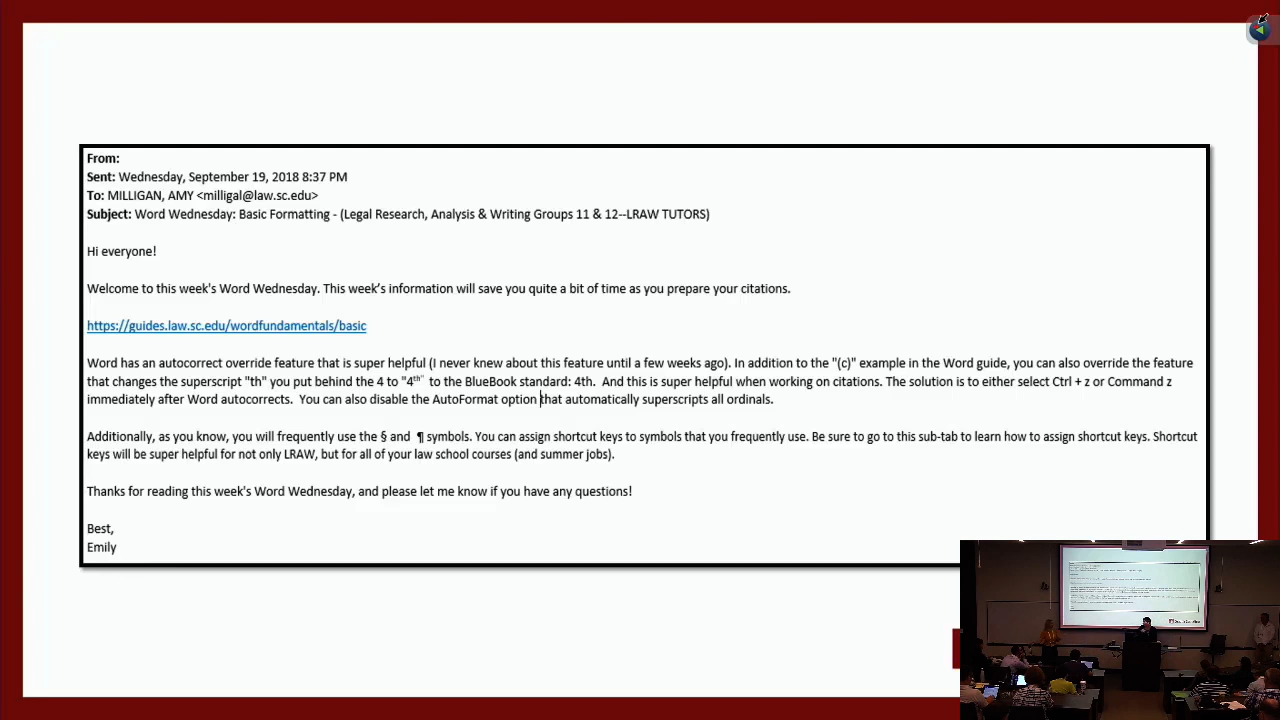 From:
Sent: Wednesday, September 19, 2018 8:37 PM
To: MILLIGAN, AMY <milligal@law.sc.edu>
Subject: Word Wednesday: Basic Formatting - (Legal Research, Analysis & Writing Groups 11 & 12--LRAW TUTORS)
Hi everyone!
Welcome to this week's Word Wednesday. This week’s information will save you quite a bit of time as you prepare your citations.
https://guides.law.sc.edu/wordfundamentals/basic
Word has an autocorrect override feature that is super helpful (I never knew about this feature until a few weeks ago). In addition to the "(c)" example in the Word guide, you can also override the feature
that changes the superscript "th" you put behind the 4 to "4th" to the BlueBook standard: 4th. And this is super helpful when working on citations. The solution is to either select Ctrl + z or Command z
immediately after Word autocorrects. You can also disable the AutoFormat option that automatically superscripts all ordinals.
Additionally, as you know, you will frequently use the § and ¶ symbols. You can assign shortcut keys to symbols that you frequently use. Be sure to go to this sub-tab to learn how to assign shortcut keys. Shortcut
keys will be super helpful for not only LRAW, but for all of your law school courses (and summer jobs).
Thanks for reading this week's Word Wednesday, and please let me know if you have any questions!
Best,
Emily